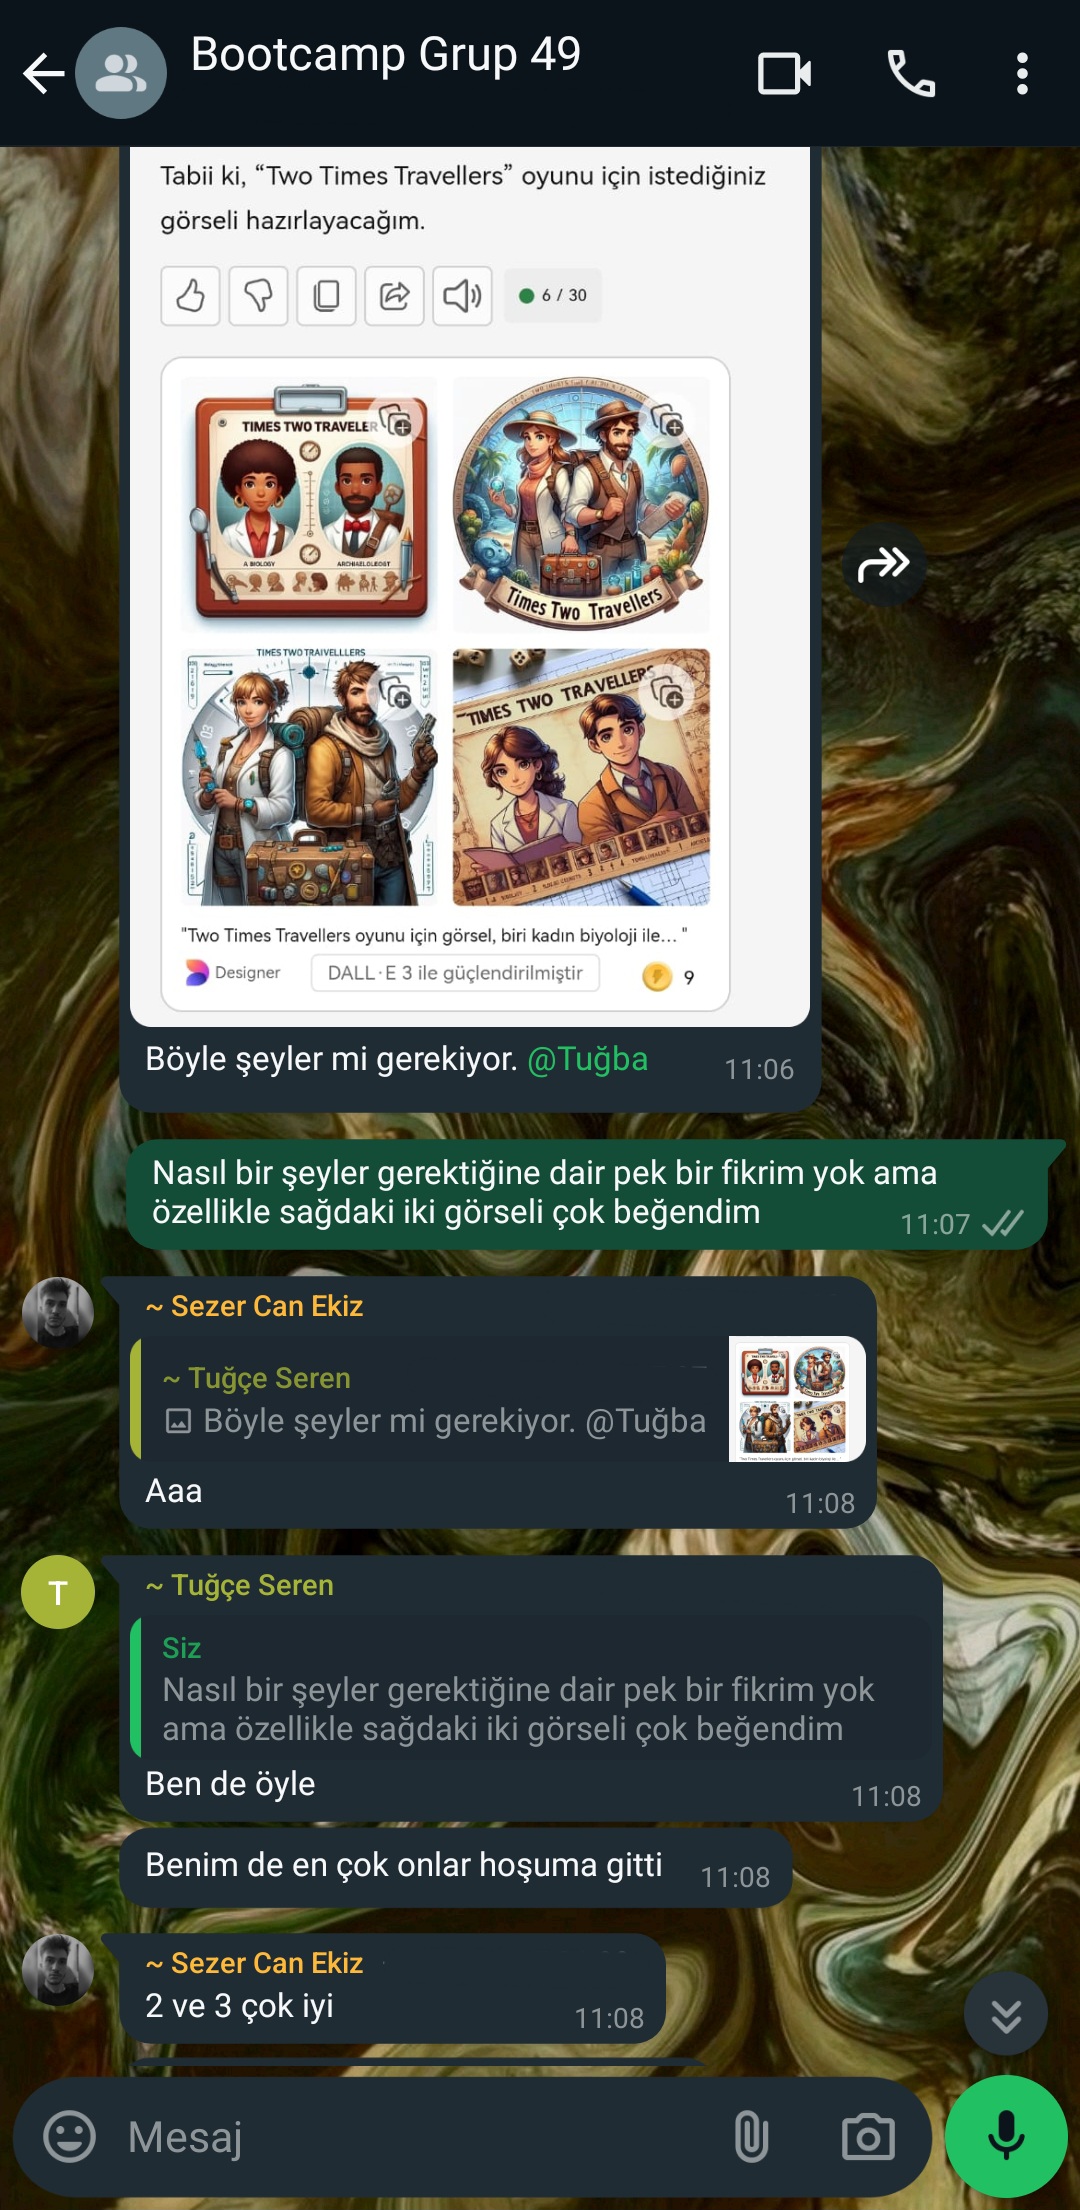 Bootcamp Grup 49
Tabii ki, “Two Times Travellers” oyunu için istediğiniz
görseli hazırlayacağım.
6 / 30
TIMES TWO TRAVELER
A BIOLOGY
ARCHAELOLEOST
Times Two Travellers
TIMES TWO TRAIVELLLERS
TIMES TWO TRAVELLERS
"Two Times Travellers oyunu için görsel, biri kadın biyoloji ile... "
Designer
DALL·E 3 ile güçlendirilmiştir
9
Böyle şeyler mi gerekiyor. @Tuğba
11:06
Nasıl bir şeyler gerektiğine dair pek bir fikrim yok ama
özellikle sağdaki iki görseli çok beğendim
11:07
~ Sezer Can Ekiz
~ Tuğçe Seren
Böyle şeyler mi gerekiyor. @Tuğba
Aaa
11:08
T
~ Tuğçe Seren
Siz
Nasıl bir şeyler gerektiğine dair pek bir fikrim yok
ama özellikle sağdaki iki görseli çok beğendim
Ben de öyle
11:08
Benim de en çok onlar hoşuma gitti
11:08
~ Sezer Can Ekiz
2 ve 3 çok iyi
11:08
Mesaj